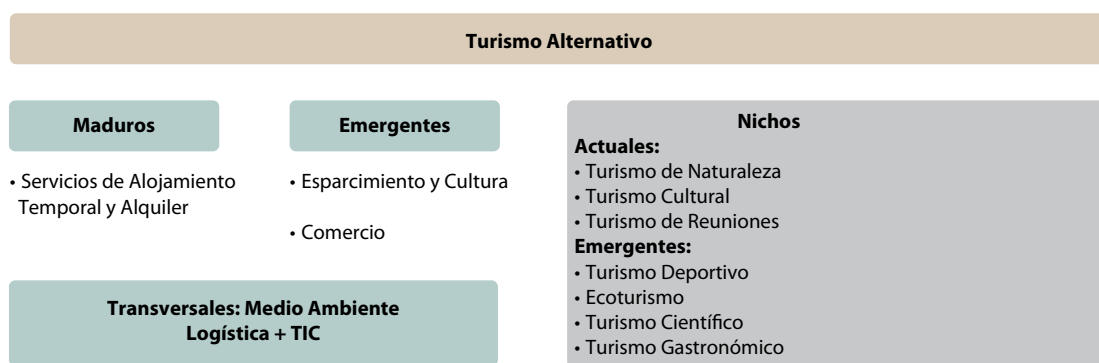 Turismo Alternativo
Maduros
• Servicios de Alojamiento
Temporal y Alquiler
Emergentes
• Esparcimiento y Cultura
• Comercio
Transversales: Medio Ambiente
Logística + TIC
Nichos
Actuales:
• Turismo de Naturaleza
• Turismo Cultural
• Turismo de Reuniones
Emergentes:
• Turismo Deportivo
• Ecoturismo
• Turismo Científico
• Turismo Gastronómico